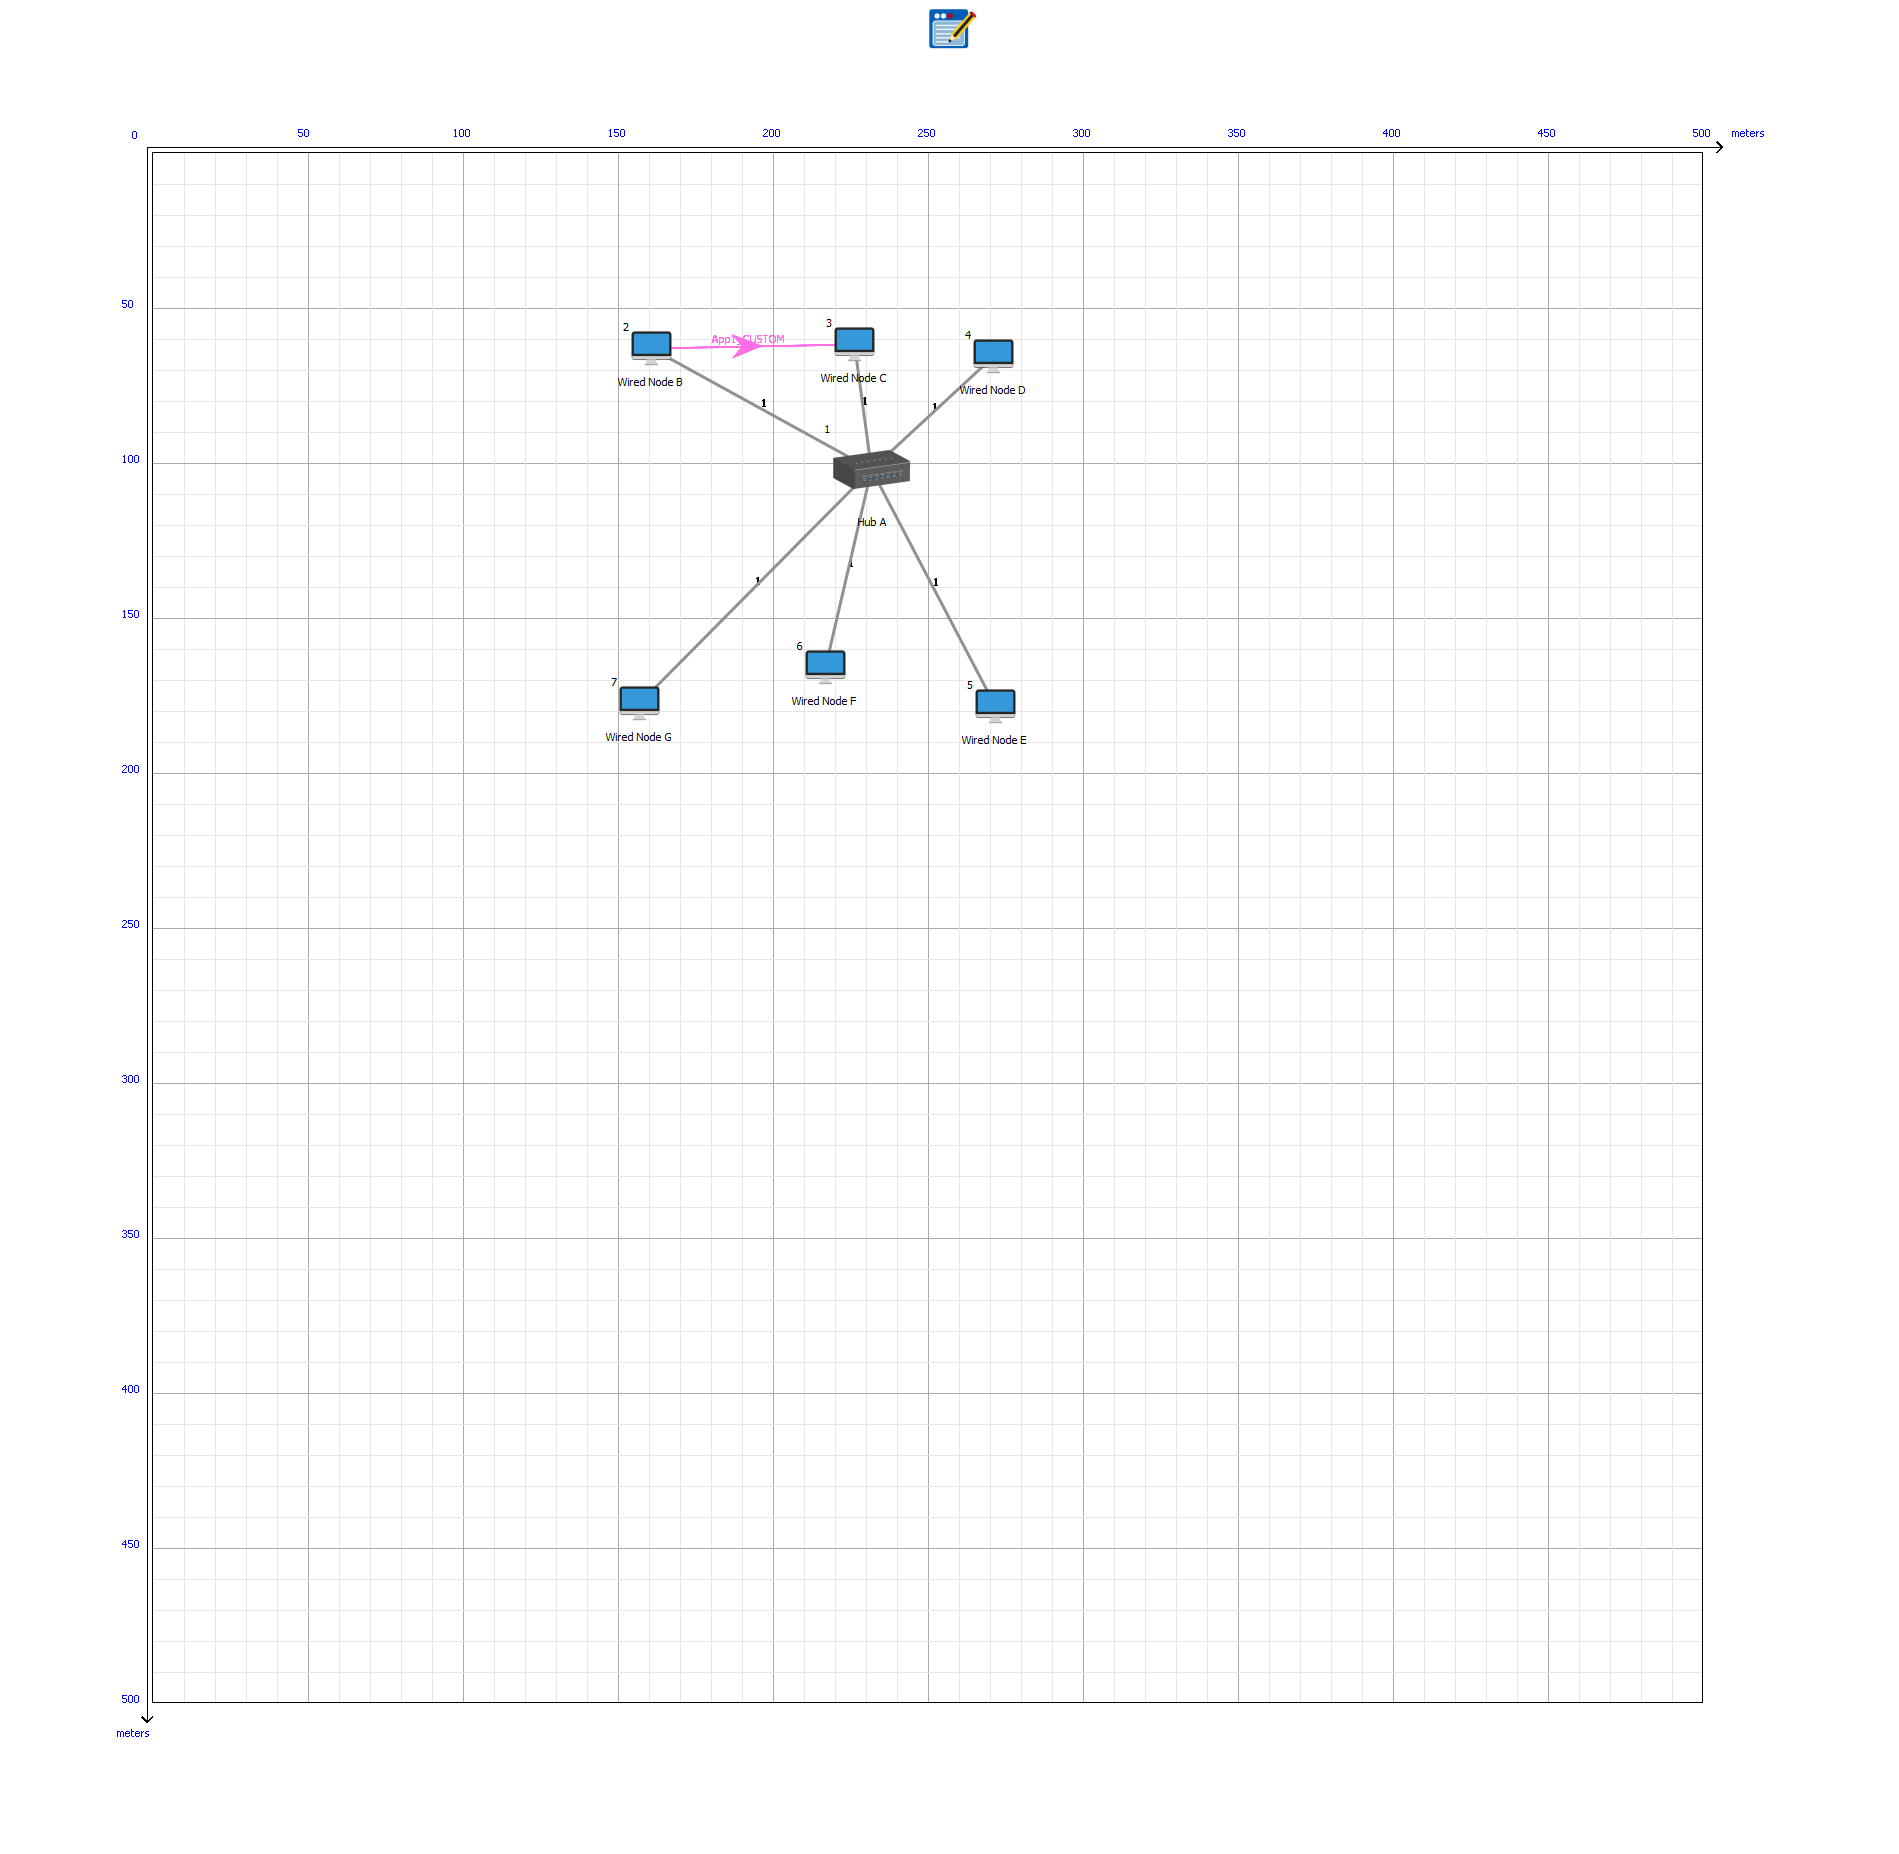 0 50 100 150 200 250 300 350 400 450 500 meters
50
2 App1_CUSTOM 3 4
Wired Node B Wired Node C Wired Node D
1 1 1
1
100
Hub A
1 1 1
150
6
7 5
Wired Node F
Wired Node G Wired Node E
200
250
300
350
400
450
500
meters